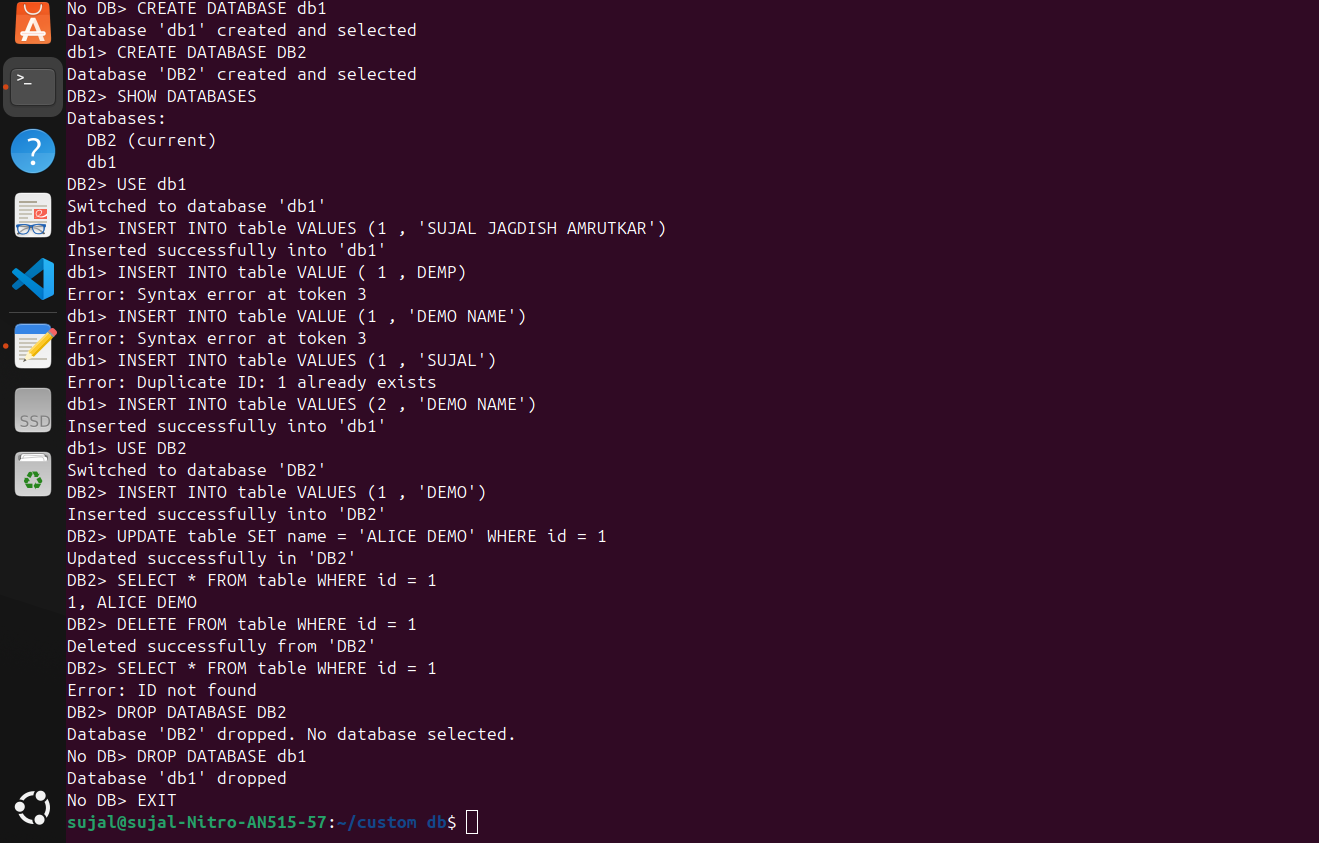 No DB> CREATE DATABASE db1
Database 'db1' created and selected
db1> CREATE DATABASE DB2
Database 'DB2' created and selected
DB2> SHOW DATABASES
Databases:
  DB2 (current)
  db1
DB2> USE db1
Switched to database 'db1'
db1> INSERT INTO table VALUES (1 , 'SUJAL JAGDISH AMRUTKAR')
Inserted successfully into 'db1'
db1> INSERT INTO table VALUE ( 1 , DEMP)
Error: Syntax error at token 3
db1> INSERT INTO table VALUE (1 , 'DEMO NAME')
Error: Syntax error at token 3
db1> INSERT INTO table VALUES (1 , 'SUJAL')
Error: Duplicate ID: 1 already exists
db1> INSERT INTO table VALUES (2 , 'DEMO NAME')
Inserted successfully into 'db1'
db1> USE DB2
Switched to database 'DB2'
DB2> INSERT INTO table VALUES (1 , 'DEMO')
Inserted successfully into 'DB2'
DB2> UPDATE table SET name = 'ALICE DEMO' WHERE id = 1
Updated successfully in 'DB2'
DB2> SELECT * FROM table WHERE id = 1
1, ALICE DEMO
DB2> DELETE FROM table WHERE id = 1
Deleted successfully from 'DB2'
DB2> SELECT * FROM table WHERE id = 1
Error: ID not found
DB2> DROP DATABASE DB2
Database 'DB2' dropped. No database selected.
No DB> DROP DATABASE db1
Database 'db1' dropped
No DB> EXIT
sujal@sujal-Nitro-AN515-57:~/custom db$
>_
?
SSD